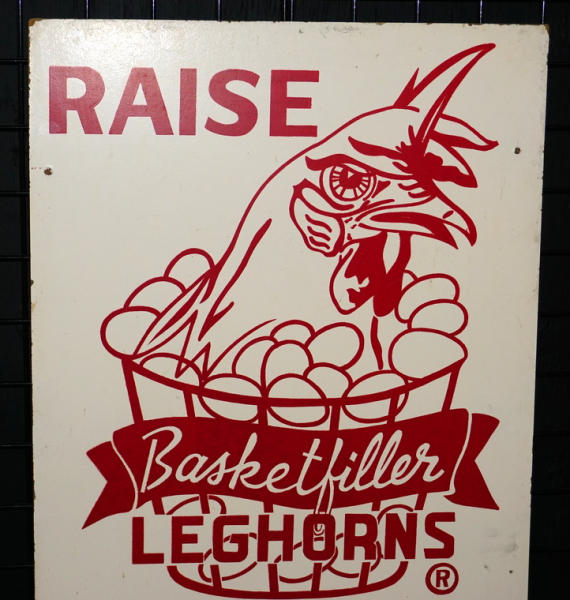 RAISE
Basketfiller
LEGHORNS
®